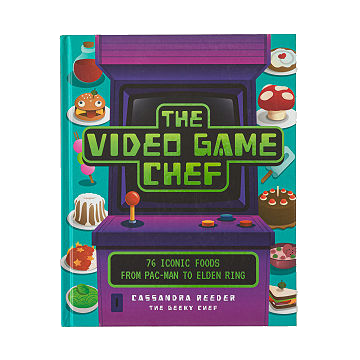 THE
VIDEO GAME
CHEF
76 ICONIC FOODS
FROM PAC-MAN TO ELDEN RING
CASSANDRA REEDER
THE GEEKY CHEF